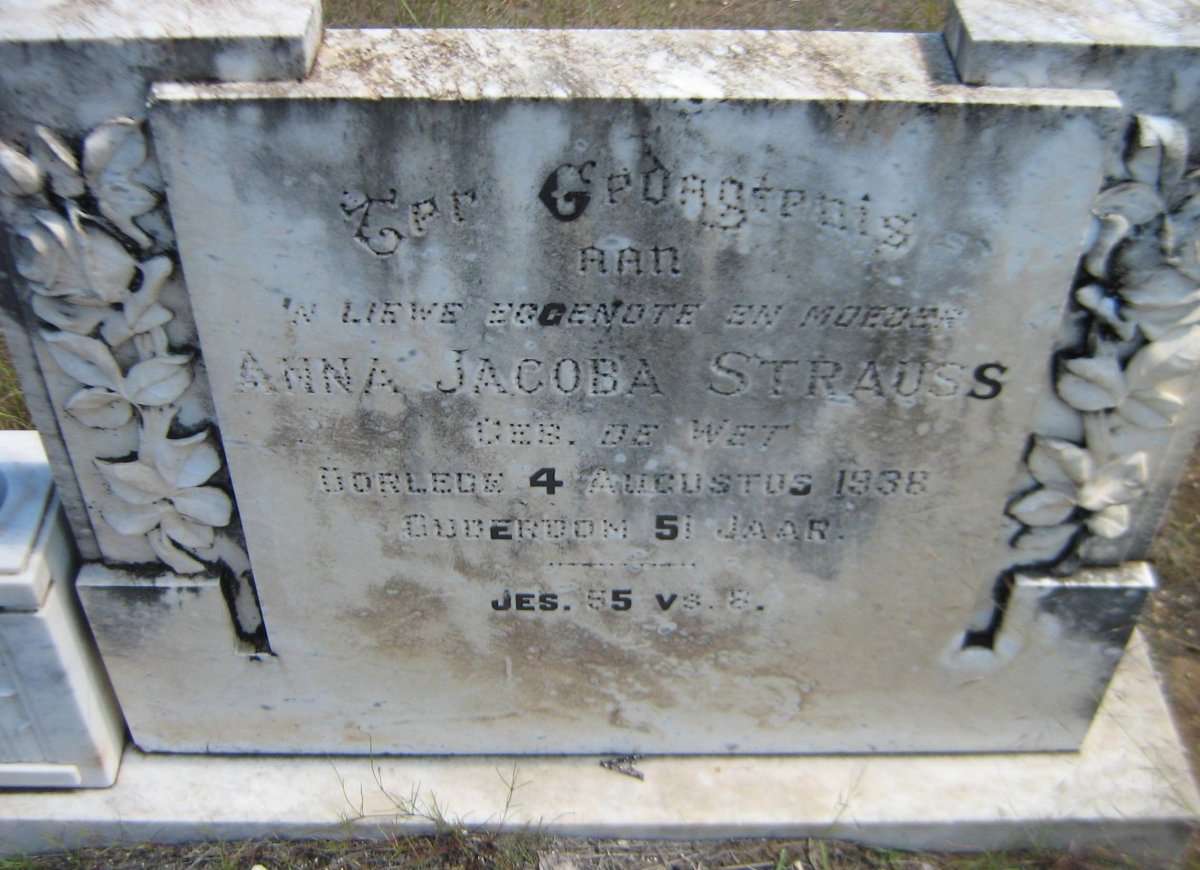 Ter Gedagtenis
AAN
'N LIEWE EGGENOTE EN MOEDER
ANNA JACOBA STRAUSS
GEB. DE WET
OORLEDE 4 AUGUSTUS 1938
OUDERDOM 51 JAAR.
JES. 55 VS. 8.